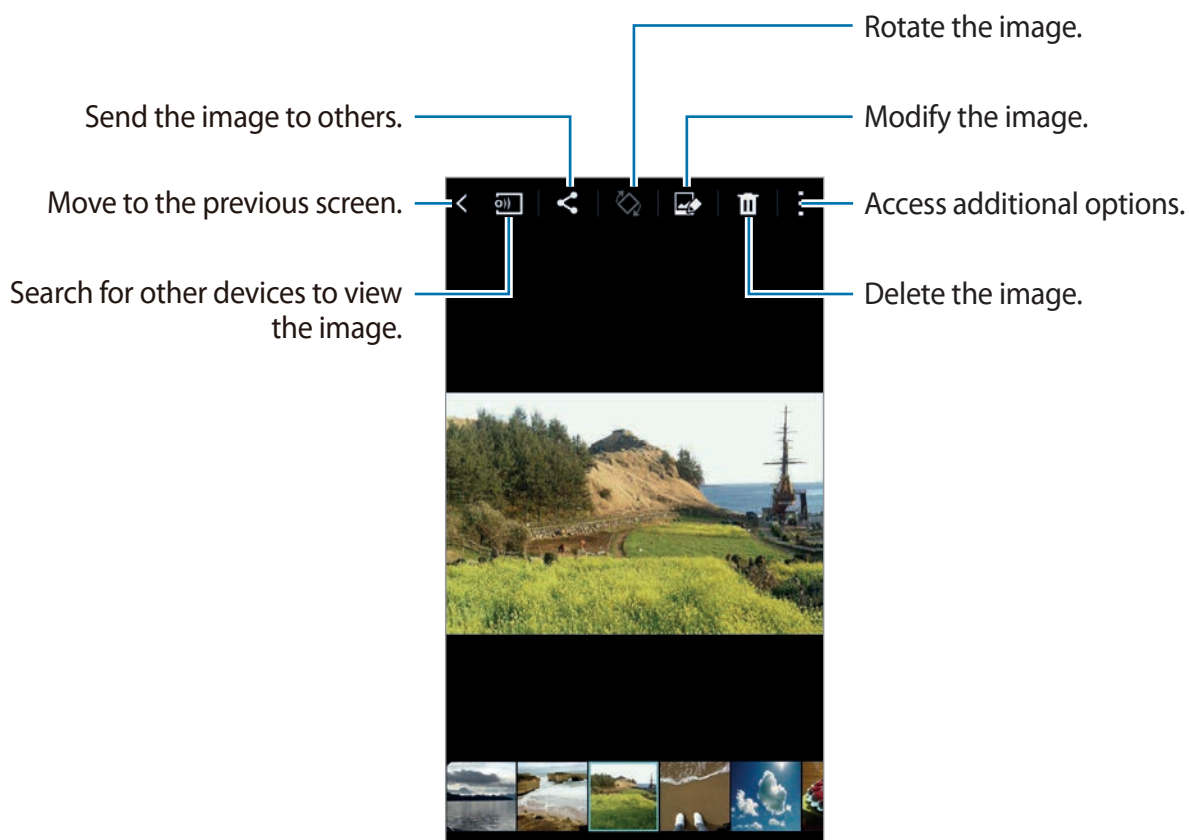 Rotate the image.
Send the image to others.
Modify the image.
Move to the previous screen.
Access additional options.
Search for other devices to view
the image.
Delete the image.